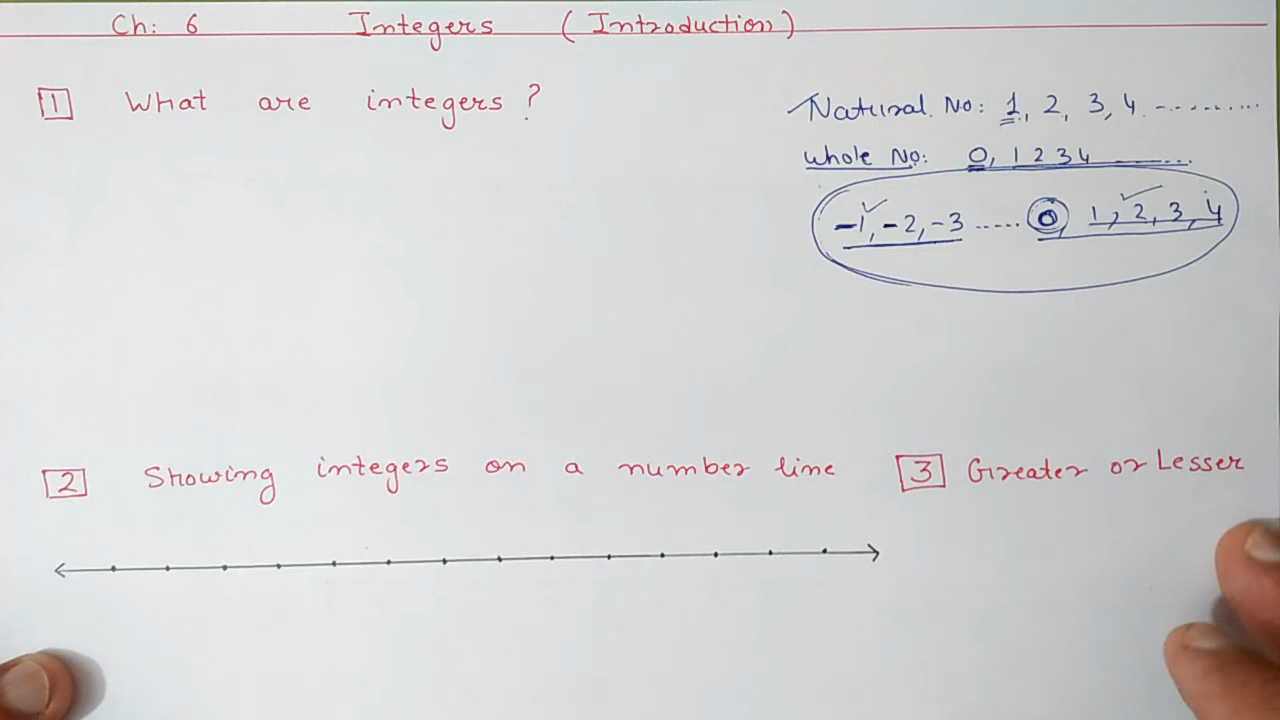 Ch: 6 Integers (Introduction)
1 What are integers?
Natural No: 1, 2, 3, 4 ...........
Whole No: 0, 1 2 3 4 ...........
-1, -2, -3 ..... 0, 1, 2, 3, 4
2 Showing integers on a number line
3 Greater or Lesser